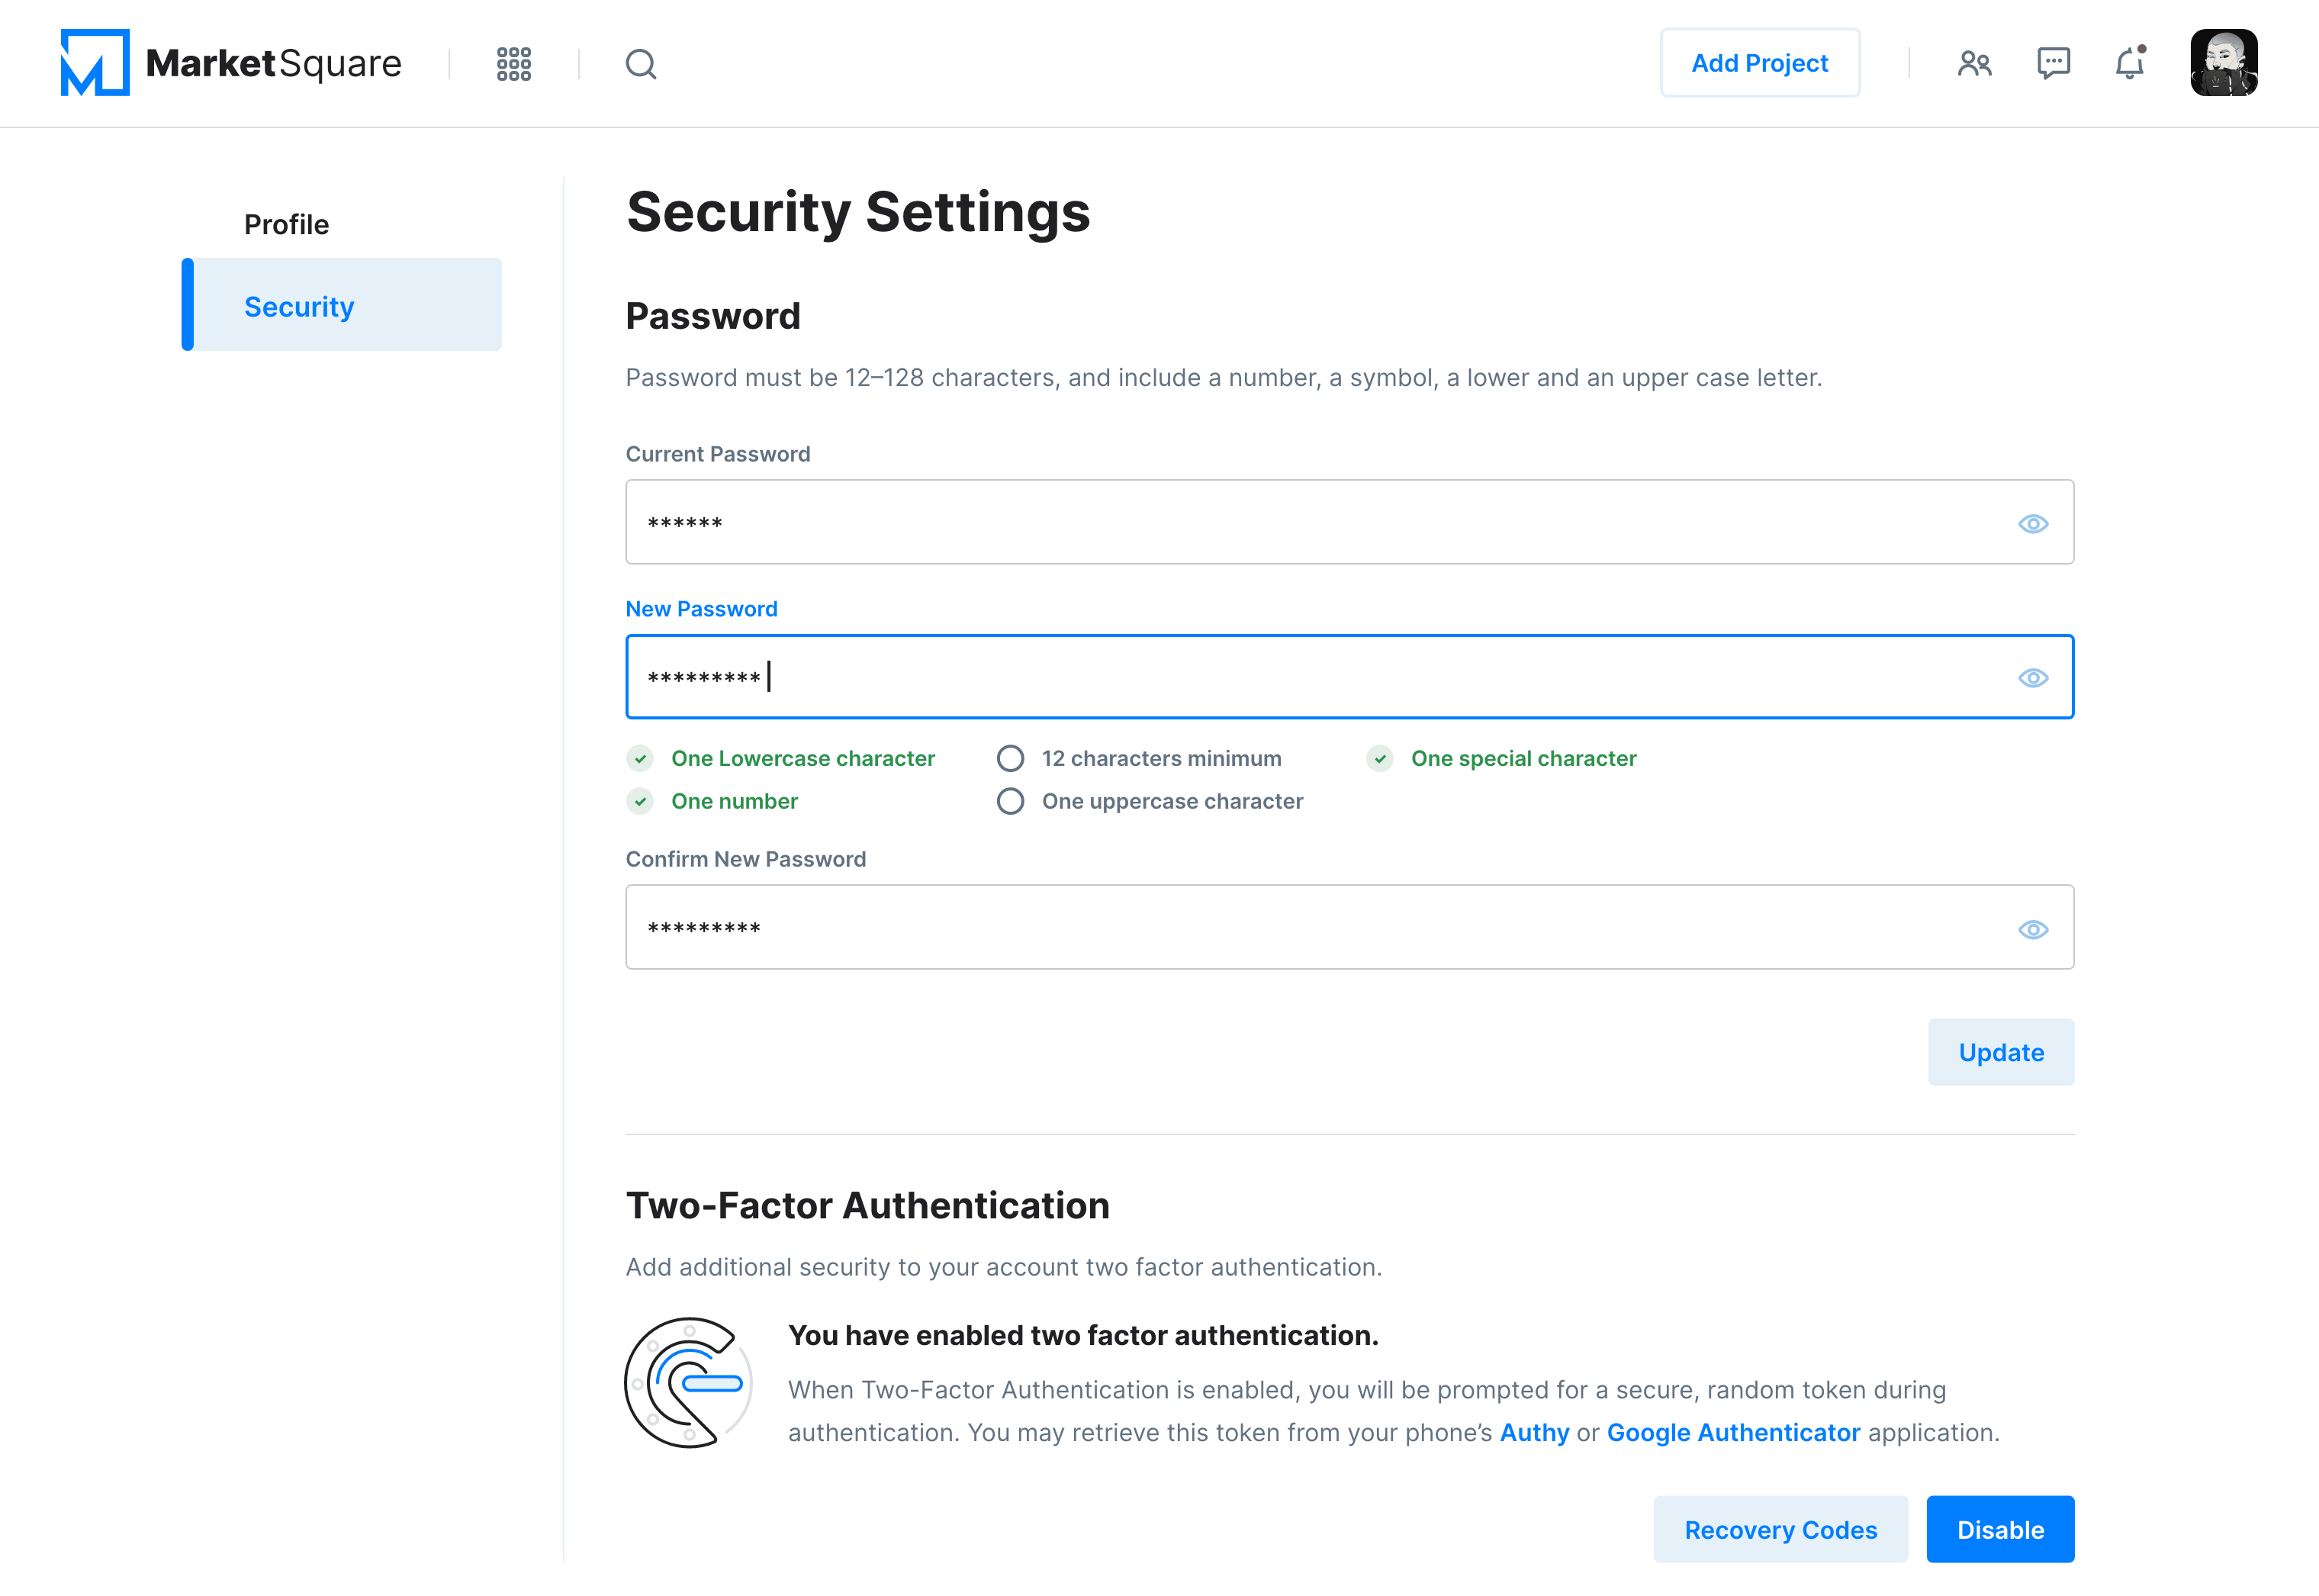 MarketSquare
Add Project
Profile
Security
Security Settings
Password
Password must be 12–128 characters, and include a number, a symbol, a lower and an upper case letter.
Current Password
******
New Password
*********
One Lowercase character
12 characters minimum
One special character
One number
One uppercase character
Confirm New Password
*********
Update
Two-Factor Authentication
Add additional security to your account two factor authentication.
You have enabled two factor authentication.
When Two-Factor Authentication is enabled, you will be prompted for a secure, random token during
authentication. You may retrieve this token from your phone’s Authy or Google Authenticator application.
Recovery Codes
Disable